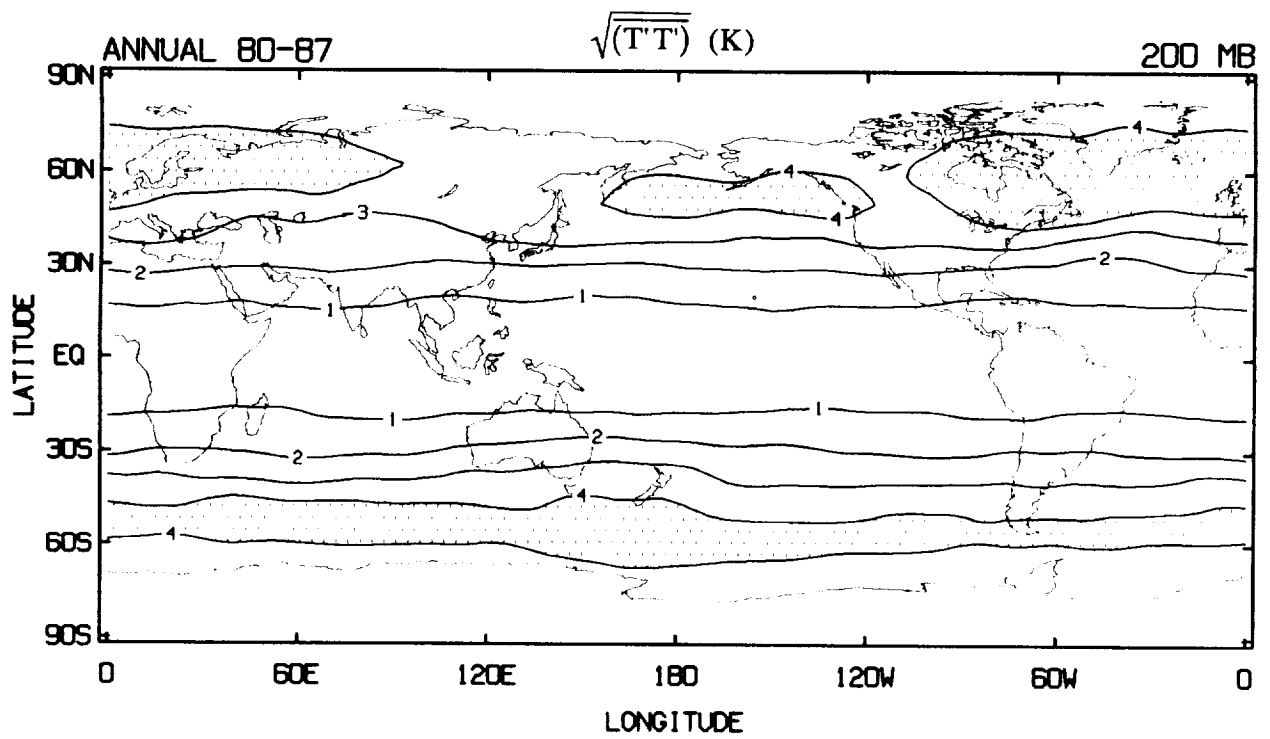 √(T'T') (K)
ANNUAL 80-87
200 MB
90N
60N
30N
EQ
30S
60S
90S
LATITUDE
4
4
4
3
2
2
1
1
1
1
2
2
4
4
0
60E
120E
180
120W
60W
0
LONGITUDE